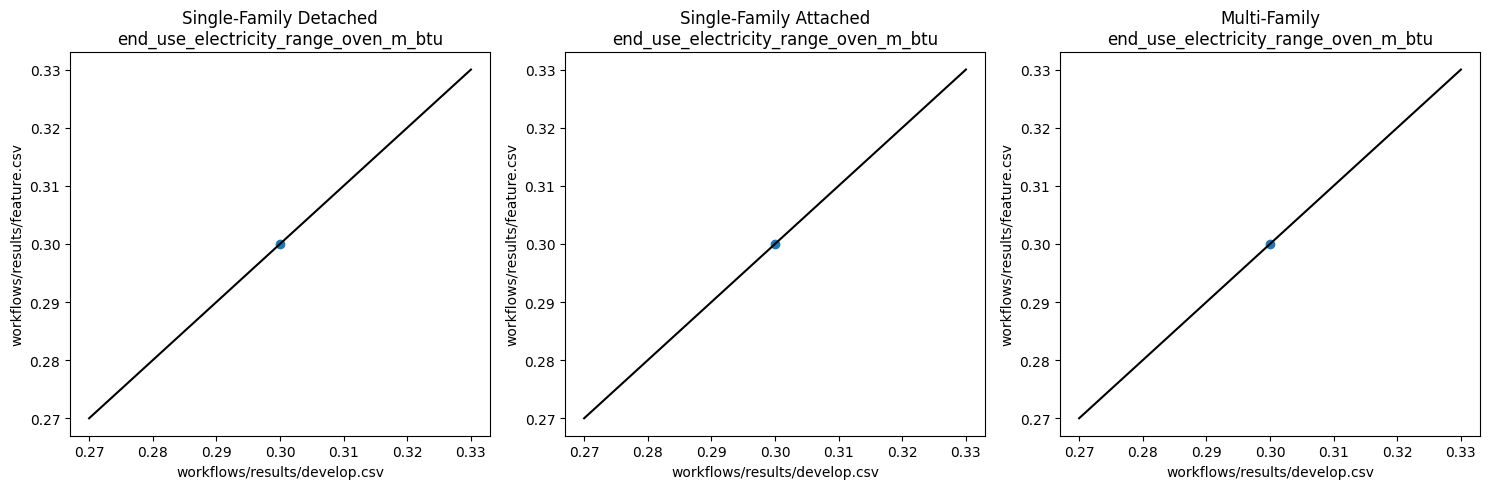 Single-Family Detached
end_use_electricity_range_oven_m_btu
workflows/results/feature.csv
0.33
0.32
0.31
0.30
0.29
0.28
0.27
0.27 0.28 0.29 0.30 0.31 0.32 0.33
workflows/results/develop.csv
Single-Family Attached
end_use_electricity_range_oven_m_btu
workflows/results/feature.csv
0.33
0.32
0.31
0.30
0.29
0.28
0.27
0.27 0.28 0.29 0.30 0.31 0.32 0.33
workflows/results/develop.csv
Multi-Family
end_use_electricity_range_oven_m_btu
workflows/results/feature.csv
0.33
0.32
0.31
0.30
0.29
0.28
0.27
0.27 0.28 0.29 0.30 0.31 0.32 0.33
workflows/results/develop.csv